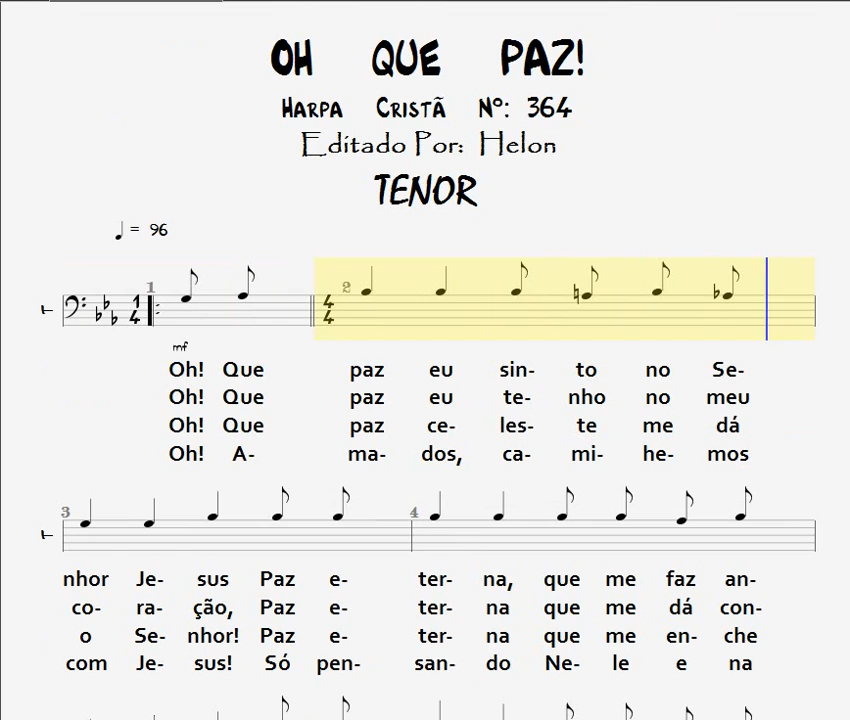 OH QUE PAZ!
HARPA CRISTÃ Nº: 364
Editado Por: Helon
TENOR
♩ = 96
1 2
T
1 4 4 4
mf
Oh! Que paz eu sin- to no Se-
Oh! Que paz eu te- nho no meu
Oh! Que paz ce- les- te me dá
Oh! A- ma- dos, ca- mi- he- mos
3 4
T
nhor Je- sus Paz e- ter- na, que me faz an-
co- ra- ção, Paz e- ter- na que me dá con-
o Se- nhor! Paz e- ter- na que me en- che
com Je- sus! Só pen- san- do Ne- le e na